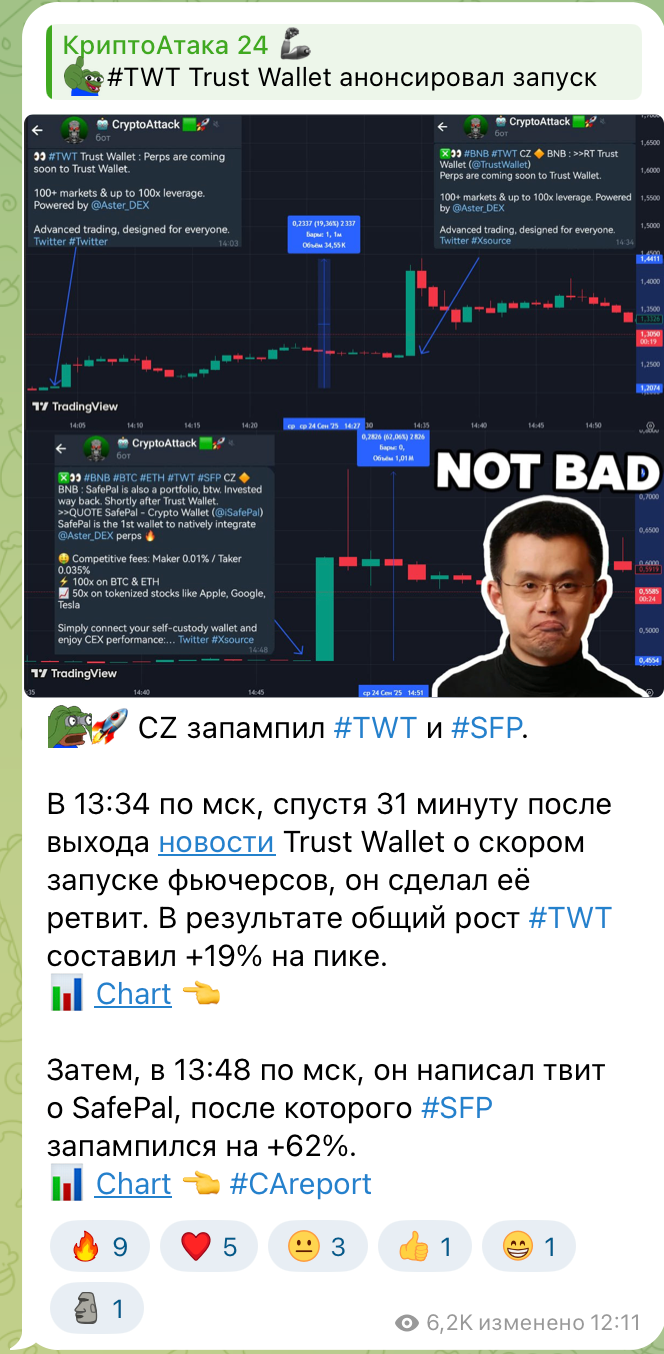 КриптоАтака 24
#TWT Trust Wallet анонсировал запуск
CryptoAttack
бот
👀 #TWT Trust Wallet : Perps are coming
soon to Trust Wallet.
100+ markets & up to 100x leverage.
Powered by @Aster_DEX
Advanced trading, designed for everyone.
Twitter #Twitter
14:03
0,2337 (19,36%) 2 337
Бары: 1, 1м
Объём 34,55 K
CryptoAttack
бот
❎👀 #BNB #TWT CZ 🔶 BNB : >>RT Trust
Wallet (@TrustWallet)
Perps are coming soon to Trust Wallet.
100+ markets & up to 100x leverage. Powered
by @Aster_DEX
Advanced trading, designed for everyone.
Twitter #Xsource
14:34
1,6500
1,6000
1,5500
1,5000
1,4500
1,4411
1,4000
1,3500
1,3050
00:19
1,2500
1,2074
TradingView
14:05
14:10
14:15
14:20
ср 24 Сен '25 14:27
14:35
14:40
14:45
14:50
CryptoAttack
бот
❎👀 #BNB #BTC #ETH #TWT #SFP CZ 🔶
BNB : SafePal is also a portfolio, btw. Invested
way back. Shortly after Trust Wallet.
>>QUOTE SafePal - Crypto Wallet (@iSafePal)
SafePal is the 1st wallet to natively integrate
@Aster_DEX perps 🔥
😀 Competitive fees: Maker 0.01% / Taker
0.035%
⚡ 100x on BTC & ETH
📈 50x on tokenized stocks like Apple, Google,
Tesla
Simply connect your self-custody wallet and
enjoy CEX performance:... Twitter #Xsource
14:48
0,2826 (62,06%) 2 826
Бары: 0,
Объём 1,01 M
NOT BAD
0,7000
0,6500
0,6000
0,5919
0,5585
00:24
0,5000
0,4554
TradingView
:35
14:40
14:45
ср 24 Сен '25 14:51
🚀 CZ запампил #TWT и #SFP.
В 13:34 по мск, спустя 31 минуту после
выхода новости Trust Wallet о скором
запуске фьючерсов, он сделал её
ретвит. В результате общий рост #TWT
составил +19% на пике.
📊 Chart 👈
Затем, в 13:48 по мск, он написал твит
о SafePal, после которого #SFP
запампился на +62%.
📊 Chart 👈 #CAreport
🔥 9 ❤️ 5 😐 3 👍 1 😁 1
🗿 1
6,2K изменено 12:11